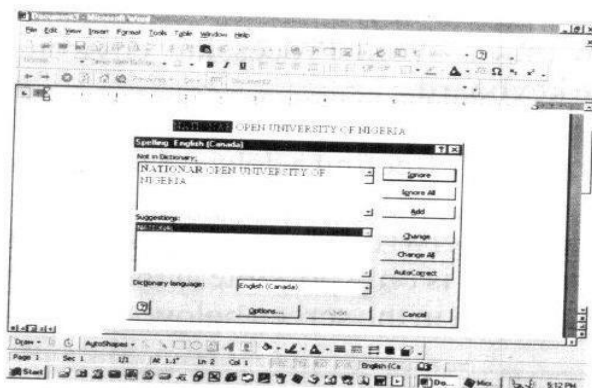 Document2 - Microsoft Word
File Edit View Insert Format Tools Table Window Help
OPEN UNIVERSITY OF NIGERIA
Spelling: English (Canada)
Not in Dictionary:
NATIONAR OPEN UNIVERSITY OF
NIGERIA
Ignore
Ignore All
Add
Suggestions:
Change
Change All
AutoCorrect
Dictionary language: English (Canada)
Options...
Undo
Cancel
Draw AutoShapes
Page 1 Sec 1 1/1 At 1.1" Ln 2 Col 1 English (Ca
Start Do... 5:12 PM